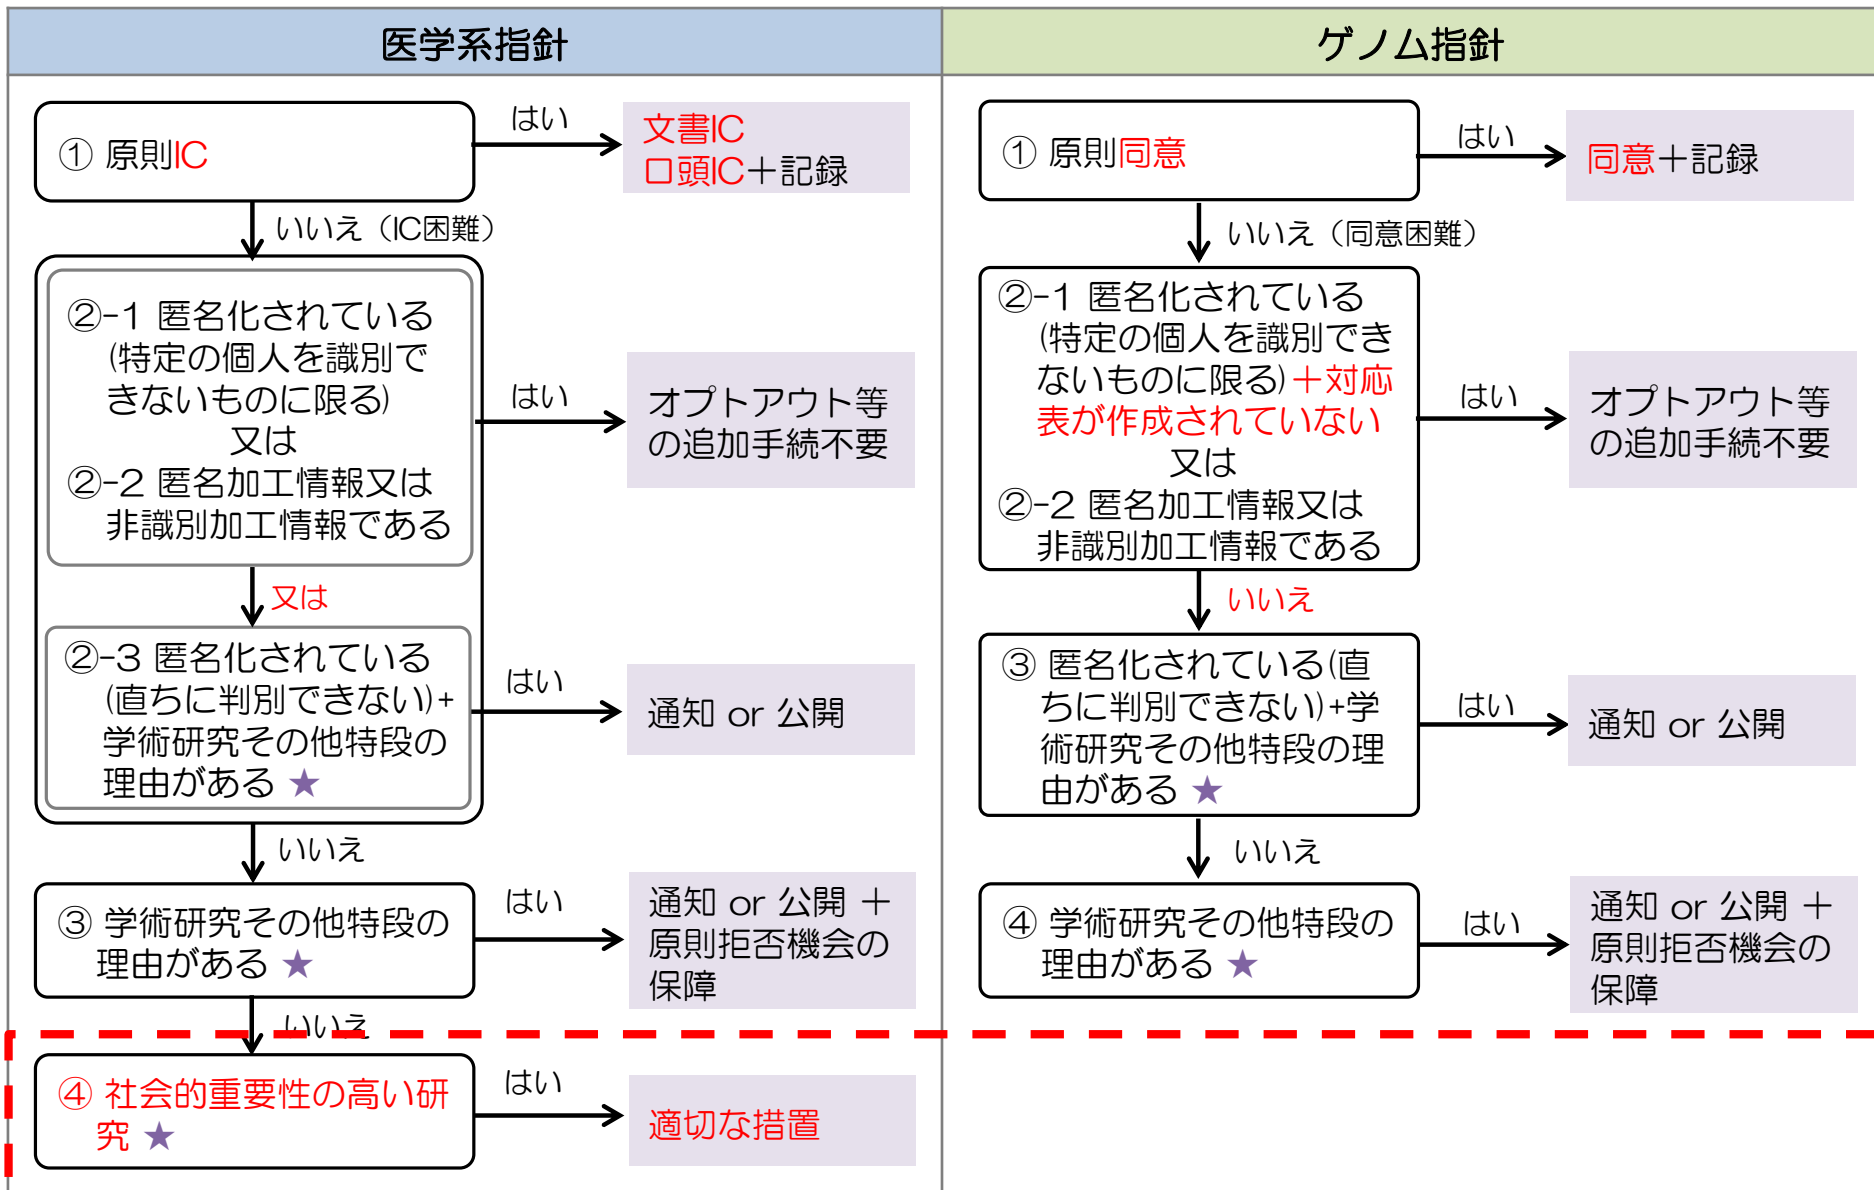 医学系指針
① 原則IC
はい
文書IC
口頭IC＋記録
いいえ（IC困難）
②-1 匿名化されている
(特定の個人を識別で
きないものに限る)
又は
②-2 匿名加工情報又は
非識別加工情報である
はい
オプトアウト等
の追加手続不要
又は
②-3 匿名化されている
(直ちに判別できない)+
学術研究その他特段の
理由がある ★
はい
通知 or 公開
いいえ
③ 学術研究その他特段の
理由がある ★
はい
通知 or 公開 ＋
原則拒否機会の
保障
いいえ
④ 社会的重要性の高い研
究 ★
はい
適切な措置
ゲノム指針
① 原則同意
はい
同意＋記録
いいえ（同意困難）
②-1 匿名化されている
(特定の個人を識別でき
ないものに限る)＋対応
表が作成されていない
又は
②-2 匿名加工情報又は
非識別加工情報である
はい
オプトアウト等
の追加手続不要
いいえ
③ 匿名化されている(直
ちに判別できない)+学
術研究その他特段の理
由がある ★
はい
通知 or 公開
いいえ
④ 学術研究その他特段の
理由がある ★
はい
通知 or 公開 ＋
原則拒否機会の
保障